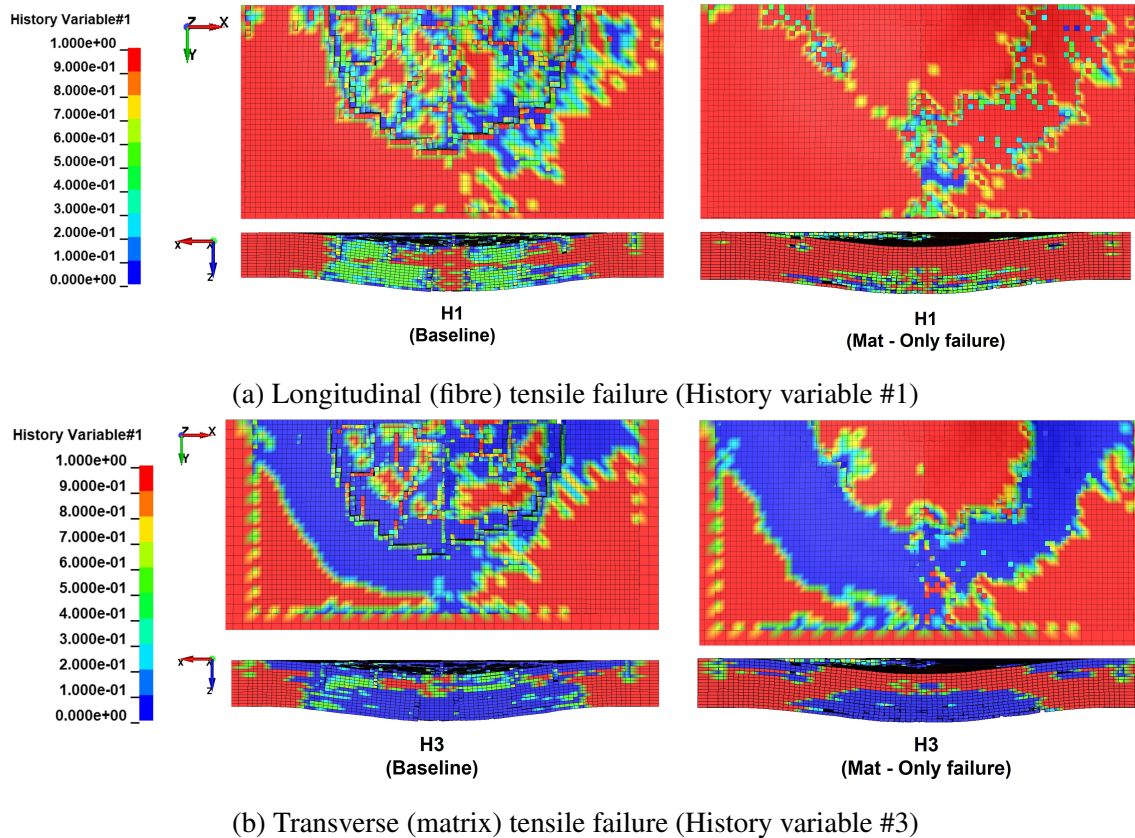 History Variable#1
1.000e+00
9.000e-01
8.000e-01
7.000e-01
6.000e-01
5.000e-01
4.000e-01
3.000e-01
2.000e-01
1.000e-01
0.000e+00
Z X
Y
X
Z
H1
(Baseline)
H1
(Mat - Only failure)
(a) Longitudinal (fibre) tensile failure (History variable #1)
History Variable#1
1.000e+00
9.000e-01
8.000e-01
7.000e-01
6.000e-01
5.000e-01
4.000e-01
3.000e-01
2.000e-01
1.000e-01
0.000e+00
Z X
Y
X
Z
H3
(Baseline)
H3
(Mat - Only failure)
(b) Transverse (matrix) tensile failure (History variable #3)